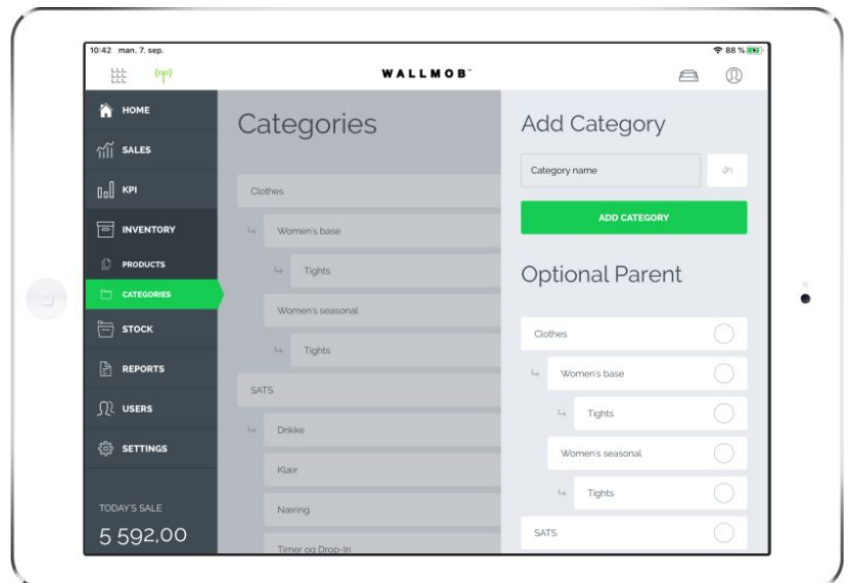 10:42 man. 7. sep.
88 %
WALLMOB™
HOME
SALES
KPI
INVENTORY
PRODUCTS
CATEGORIES
STOCK
REPORTS
USERS
SETTINGS
TODAY'S SALE
5 592,00
Categories
Clothes
Women's base
Tights
Women's seasonal
Tights
SATS
Drikke
Klær
Næring
Timer og Drop-In
Add Category
Category name
ADD CATEGORY
Optional Parent
Clothes
Women's base
Tights
Women's seasonal
Tights
SATS